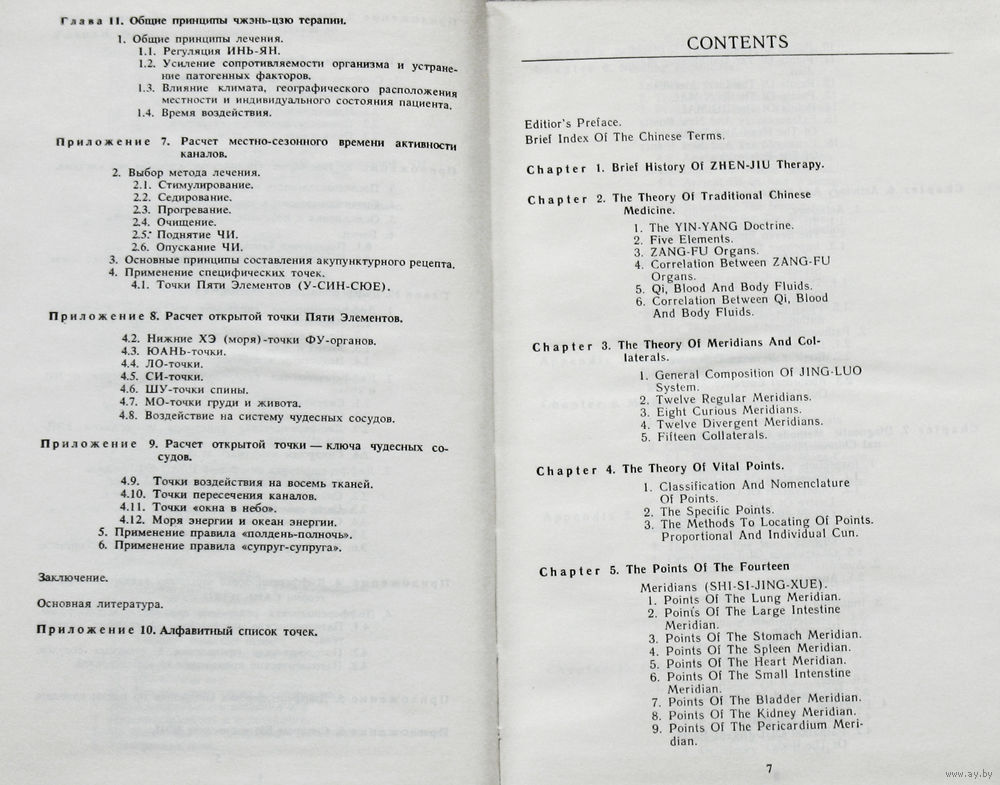 Глава 11. Общие принципы чжэнь-цзю терапии.
1. Общие принципы лечения.
1.1. Регуляция ИНЬ-ЯН.
1.2. Усиление сопротивляемости организма и устране-
ние патогенных факторов.
1.3. Влияние климата, географического расположения
местности и индивидуального состояния пациента.
1.4. Время воздействия.
Приложение 7. Расчет местно-сезонного времени активности
каналов.
2. Выбор метода лечения.
2.1. Стимулирование.
2.2. Седирование.
2.3. Прогревание.
2.4. Очищение.
2.5. Поднятие ЧИ.
2.6. Опускание ЧИ.
3. Основные принципы составления акупунктурного рецепта.
4. Применение специфических точек.
4.1. Точки Пяти Элементов (У-СИН-СЮЕ).
Приложение 8. Расчет открытой точки Пяти Элементов.
4.2. Нижние ХЭ (моря)-точки ФУ-органов.
4.3. ЮАНЬ-точки.
4.4. ЛО-точки.
4.5. СИ-точки.
4.6. ШУ-точки спины.
4.7. МО-точки груди и живота.
4.8. Воздействие на систему чудесных сосудов.
Приложение 9. Расчет открытой точки — ключа чудесных со-
судов.
4.9. Точки воздействия на восемь тканей.
4.10. Точки пересечения каналов.
4.11. Точки «окна в небо».
4.12. Моря энергии и океан энергии.
5. Применение правила «полдень-полночь».
6. Применение правила «супруг-супруга».
Заключение.
Основная литература.
Приложение 10. Алфавитный список точек.
CONTENTS
Editior's Preface.
Brief Index Of The Chinese Terms.
Chapter 1. Brief History Of ZHEN-JIU Therapy.
Chapter 2. The Theory Of Traditional Chinese
Medicine.
1. The YIN-YANG Doctrine.
2. Five Elements.
3. ZANG-FU Organs.
4. Correlation Between ZANG-FU
Organs.
5. Qi, Blood And Body Fluids.
6. Correlation Between Qi, Blood
And Body Fluids.
Chapter 3. The Theory Of Meridians And Col-
laterals.
1. General Composition Of JING-LUO
System.
2. Twelve Regular Meridians.
3. Eight Curious Meridians.
4. Twelve Divergent Meridians.
5. Fifteen Collaterals.
Chapter 4. The Theory Of Vital Points.
1. Classification And Nomenclature
Of Points.
2. The Specific Points.
3. The Methods To Locating Of Points.
Proportional And Individual Cun.
Chapter 5. The Points Of The Fourteen
Meridians (SHI-SI-JING-XUE).
1. Points Of The Lung Meridian.
2. Points Of The Large Intestine
Meridian.
3. Points Of The Stomach Meridian.
4. Points Of The Spleen Meridian.
5. Points Of The Heart Meridian.
6. Points Of The Small Intenstine
Meridian.
7. Points Of The Bladder Meridian.
8. Points Of The Kidney Meridian.
9. Points Of The Pericardium Meri-
dian.
7
www.ay.by